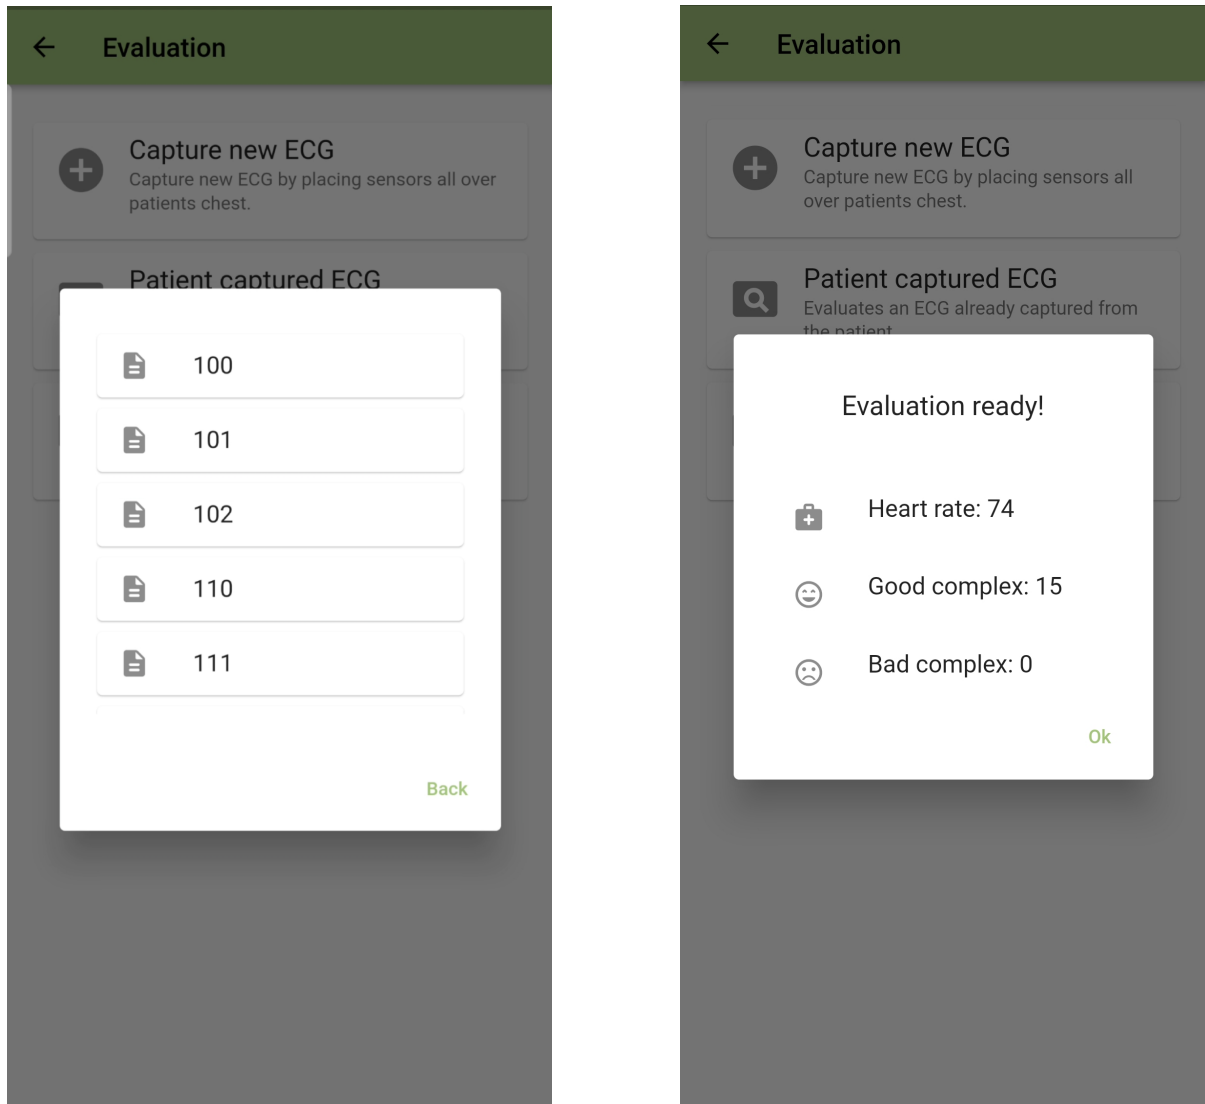 Evaluation
Capture new ECG
Capture new ECG by placing sensors all over
patients chest.
Patient captured ECG
100
101
102
110
111
Back
Evaluation
Capture new ECG
Capture new ECG by placing sensors all
over patients chest.
Patient captured ECG
Evaluates an ECG already captured from
the patient
Evaluation ready!
Heart rate: 74
Good complex: 15
Bad complex: 0
Ok